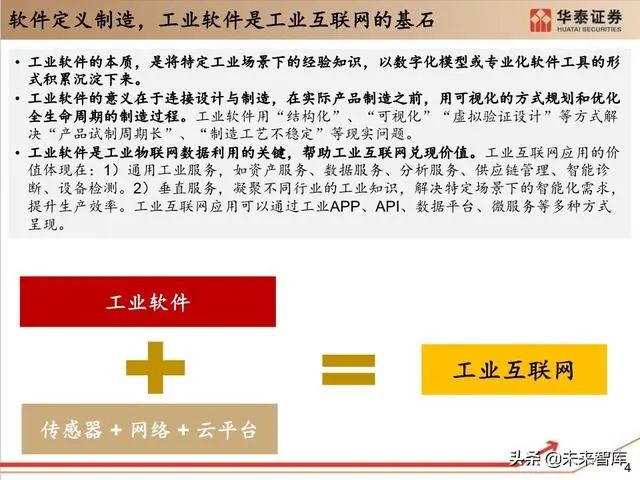 软件定义制造，工业软件是工业互联网的基石
华泰证券
HUATAI SECURITIES
• 工业软件的本质，是将特定工业场景下的经验知识，以数字化模型或专业化软件工具的形
式积累沉淀下来。
• 工业软件的意义在于连接设计与制造，在实际产品制造之前，用可视化的方式规划和优化
全生命周期的制造过程。工业软件用“结构化”、“可视化”“虚拟验证设计”等方式解
决“产品试制周期长”、“制造工艺不稳定”等现实问题。
• 工业软件是工业物联网数据利用的关键，帮助工业互联网兑现价值。工业互联网应用的价
值体现在：1）通用工业服务，如资产服务、数据服务、分析服务、供应链管理、智能诊
断、设备检测。2）垂直服务，凝聚不同行业的工业知识，解决特定场景下的智能化需求，
提升生产效率。工业互联网应用可以通过工业APP、API、数据平台、微服务等多种方式
呈现。
工业软件
+
=
工业互联网
传感器 + 网络 + 云平台
头条@未来智库
4